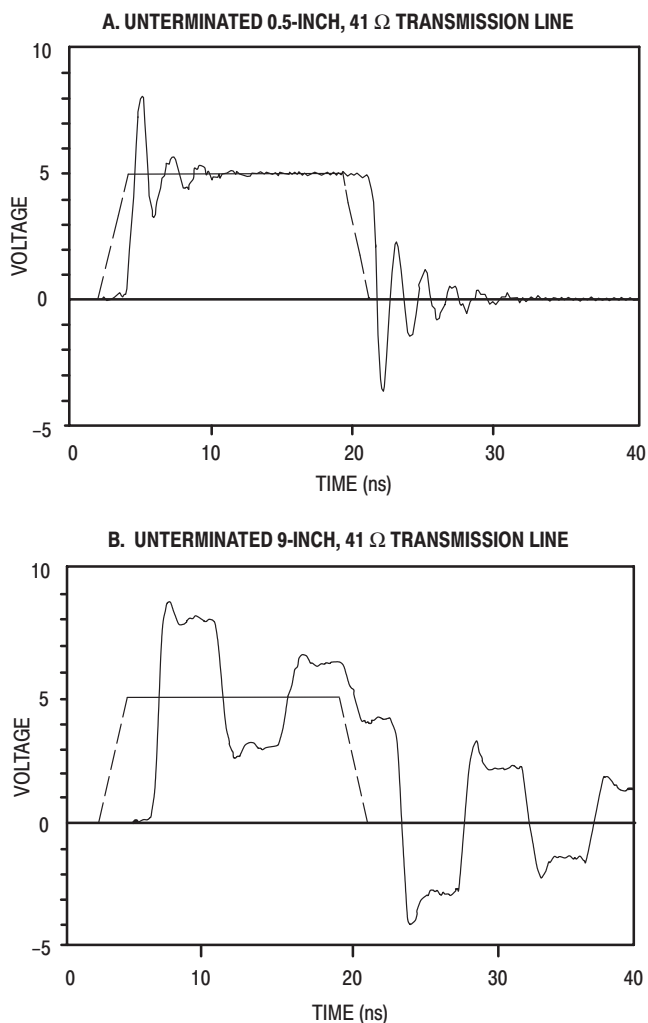 A. UNTERMINATED 0.5-INCH, 41 Ω TRANSMISSION LINE
10
5
0
–5
VOLTAGE
0 10 20 30 40
TIME (ns)
B. UNTERMINATED 9-INCH, 41 Ω TRANSMISSION LINE
10
5
0
–5
VOLTAGE
0 10 20 30 40
TIME (ns)